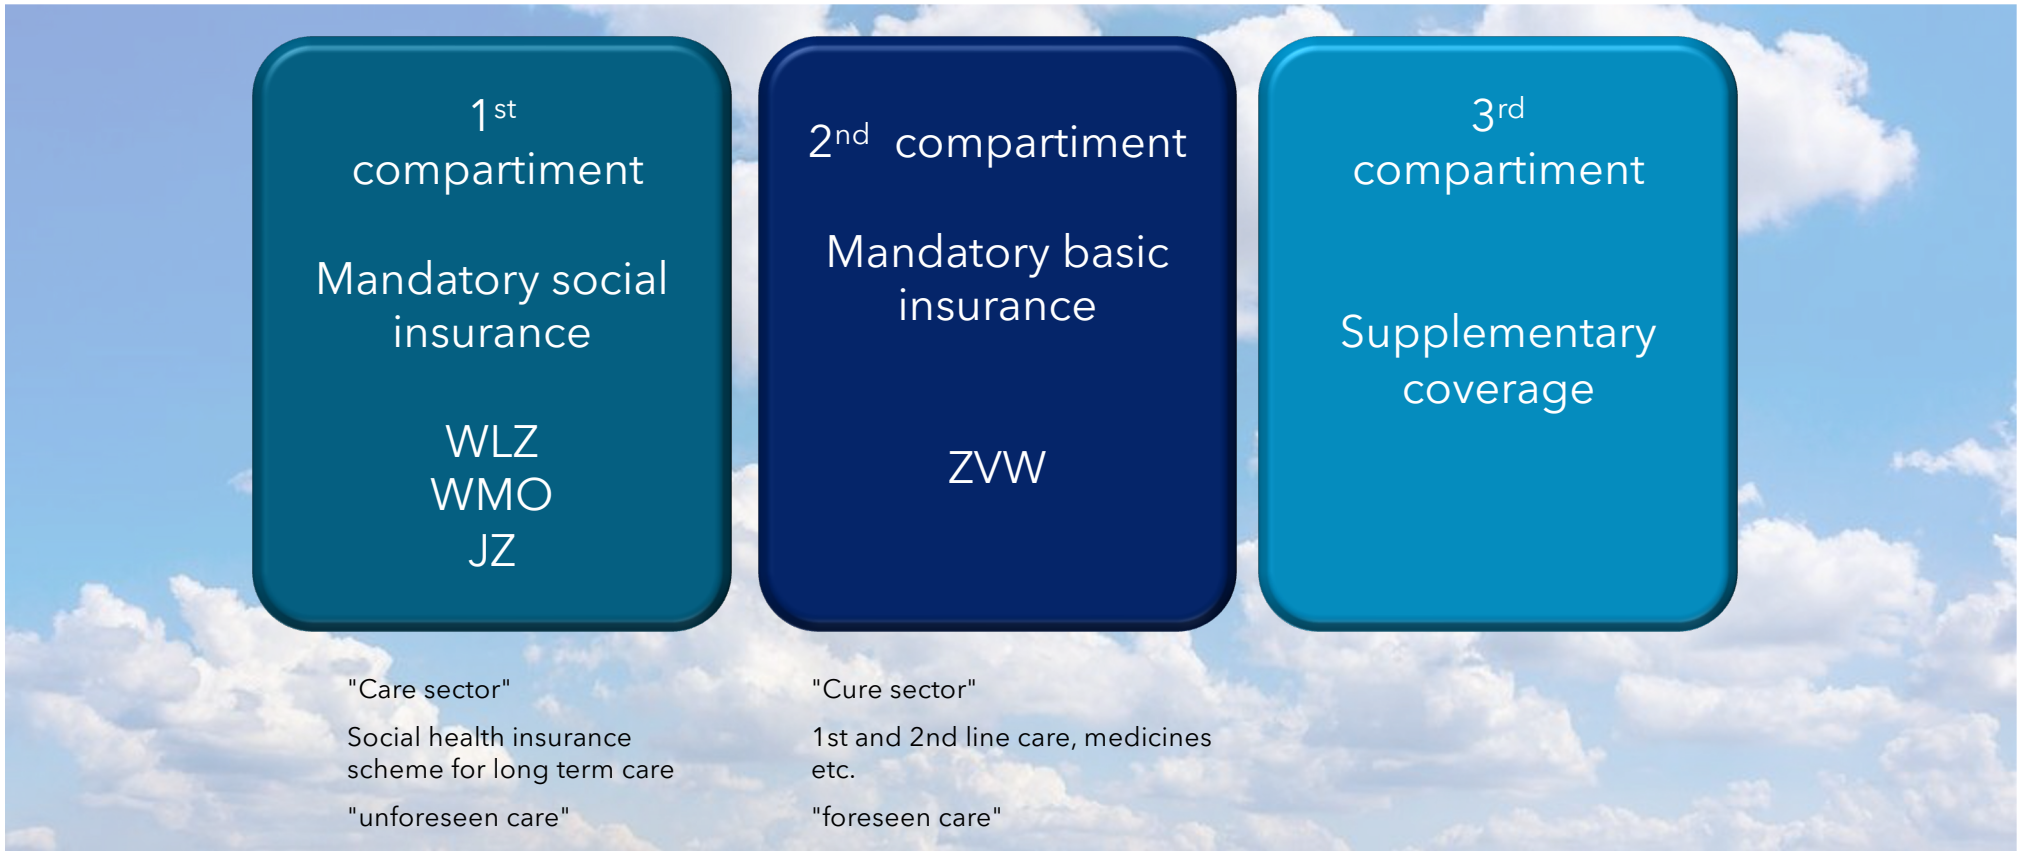 1st
compartiment
Mandatory social
insurance
WLZ
WMO
JZ
2nd compartiment
Mandatory basic
insurance
ZVW
3rd
compartiment
Supplementary
coverage
"Care sector"
Social health insurance
scheme for long term care
"unforeseen care"
"Cure sector"
1st and 2nd line care, medicines
etc.
"foreseen care"